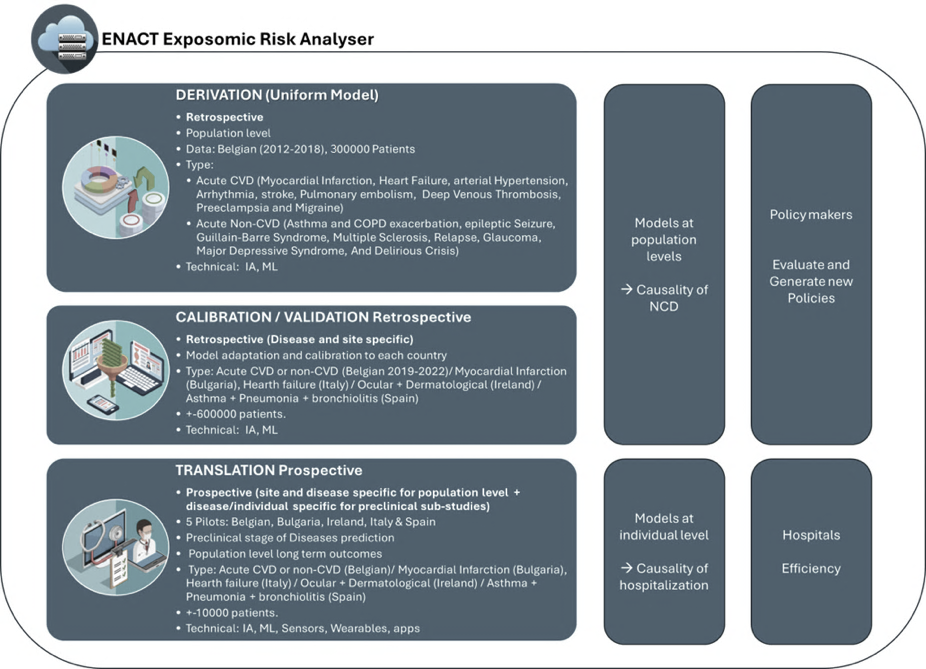 ENACT Exposomic Risk Analyser
DERIVATION (Uniform Model)
• Retrospective
• Population level
• Data: Belgian (2012-2018), 300000 Patients
• Type:
• Acute CVD (Myocardial Infarction, Heart Failure, arterial Hypertension,
Arrhythmia, stroke, Pulmonary embolism, Deep Venous Thrombosis,
Preeclampsia and Migraine)
• Acute Non-CVD (Asthma and COPD exacerbation, epileptic Seizure,
Guillain-Barre Syndrome, Multiple Sclerosis, Relapse, Glaucoma,
Major Depressive Syndrome, And Delirious Crisis)
• Technical: IA, ML
CALIBRATION / VALIDATION Retrospective
• Retrospective (Disease and site specific)
• Model adaptation and calibration to each country
• Type: Acute CVD or non-CVD (Belgian 2019-2022)/ Myocardial Infarction
(Bulgaria), Hearth failure (Italy) / Ocular + Dermatological (Ireland) /
Asthma + Pneumonia + bronchiolitis (Spain)
• +-600000 patients.
• Technical: IA, ML
Models at
population
levels
→ Causality of
NCD
Policy makers
Evaluate and
Generate new
Policies
TRANSLATION Prospective
• Prospective (site and disease specific for population level +
disease/individual specific for preclinical sub-studies)
• 5 Pilots: Belgian, Bulgaria, Ireland, Italy & Spain
• Preclinical stage of Diseases prediction
• Population level long term outcomes
• Type: Acute CVD or non-CVD (Belgian)/ Myocardial Infarction (Bulgaria),
Hearth failure (Italy) / Ocular + Dermatological (Ireland) / Asthma +
Pneumonia + bronchiolitis (Spain)
• +-10000 patients.
• Technical: IA, ML, Sensors, Wearables, apps
Models at
individual level
→ Causality of
hospitalization
Hospitals
Efficiency